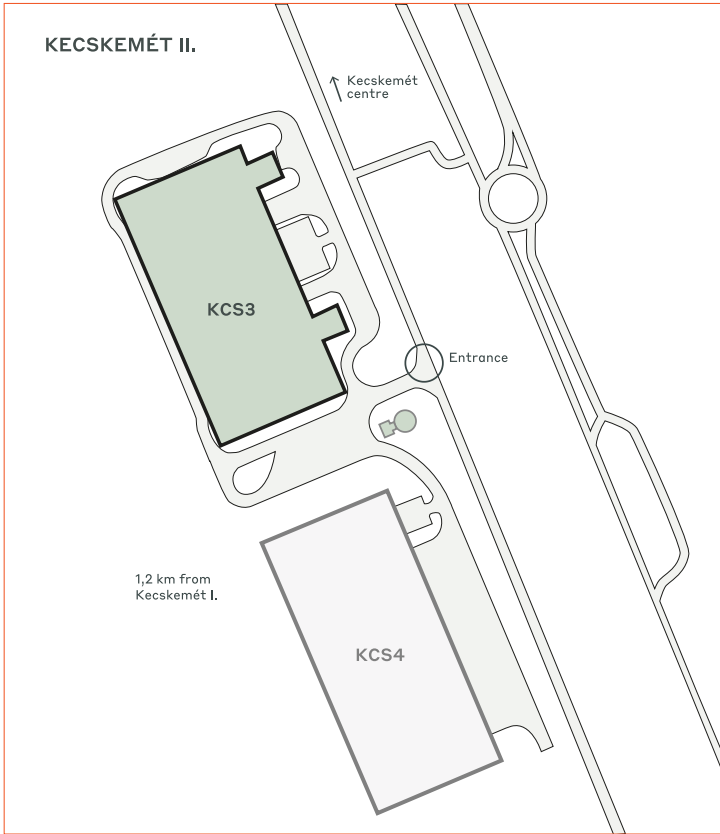 KECSKEMÉT II.
Kecskemét
centre
KCS3
Entrance
1,2 km from
Kecskemét I.
KCS4